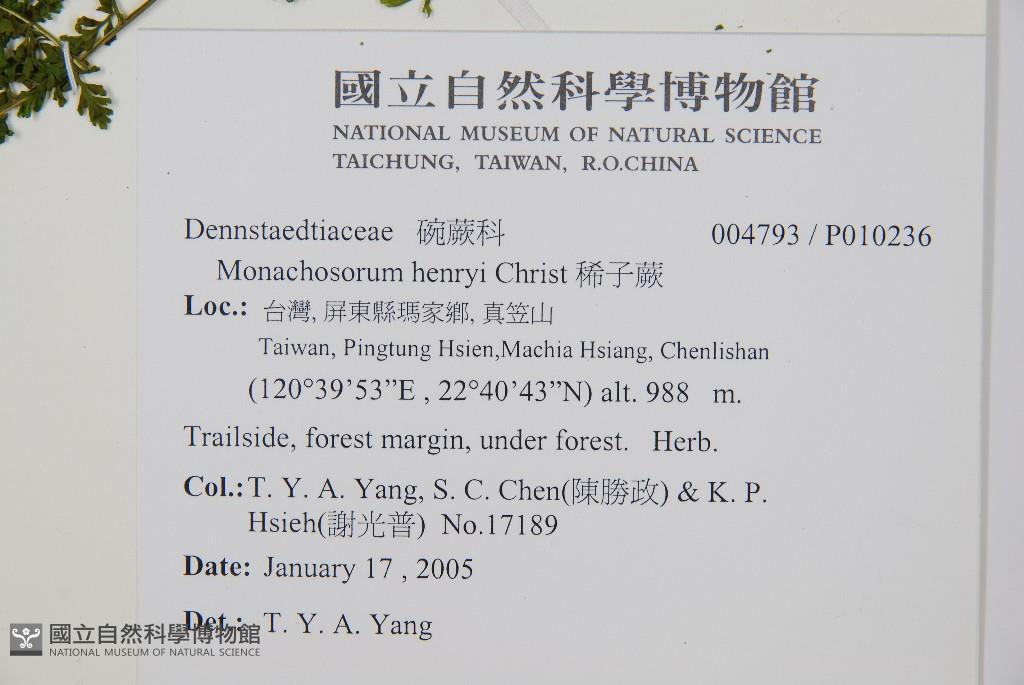 國立自然科學博物館
NATIONAL MUSEUM OF NATURAL SCIENCE
TAICHUNG, TAIWAN, R.O.CHINA
Dennstaedtiaceae 碗蕨科 004793 / P010236
Monachosorum henryi Christ 稀子蕨
Loc.: 台灣, 屏東縣瑪家鄉, 真笠山
Taiwan, Pingtung Hsien,Machia Hsiang, Chenlishan
(120°39’53”E , 22°40’43”N) alt. 988 m.
Trailside, forest margin, under forest. Herb.
Col.: T. Y. A. Yang, S. C. Chen(陳勝政) & K. P.
Hsieh(謝光普) No.17189
Date: January 17 , 2005
Det.: T. Y. A. Yang
國立自然科學博物館
NATIONAL MUSEUM OF NATURAL SCIENCE